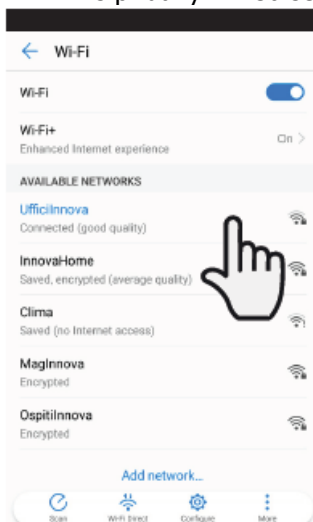 Wi-Fi
Wi-Fi
Wi-Fi+
Enhanced Internet experience
On >
AVAILABLE NETWORKS
UfficiInnova
Connected (good quality)
InnovaHome
Saved, encrypted (average quality)
Clima
Saved (no Internet access)
MagInnova
Encrypted
OspitiInnova
Encrypted
Add network...
Scan Wi-Fi Direct Configure More